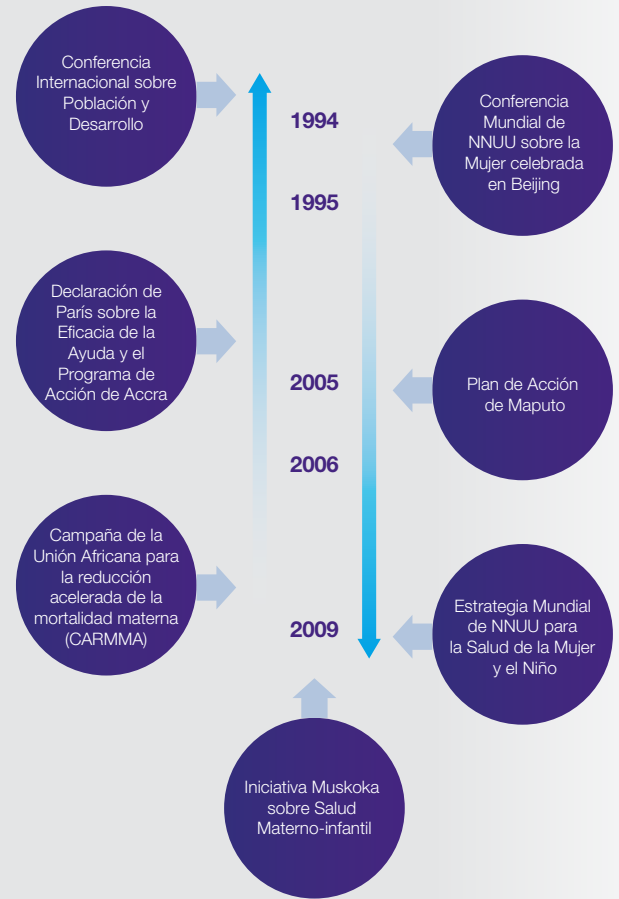 Conferencia
Internacional sobre
Población y
Desarrollo
1994
Conferencia
Mundial de
NNUU sobre la
Mujer celebrada
en Beijing
1995
Declaración de
París sobre la
Eficacia de la
Ayuda y el
Programa de
Acción de Accra
2005
Plan de Acción
de Maputo
2006
Campaña de la
Unión Africana para
la reducción
acelerada de la
mortalidad materna
(CARMMA)
2009
Estrategia Mundial
de NNUU para
la Salud de la Mujer
y el Niño
Iniciativa Muskoka
sobre Salud
Materno-infantil